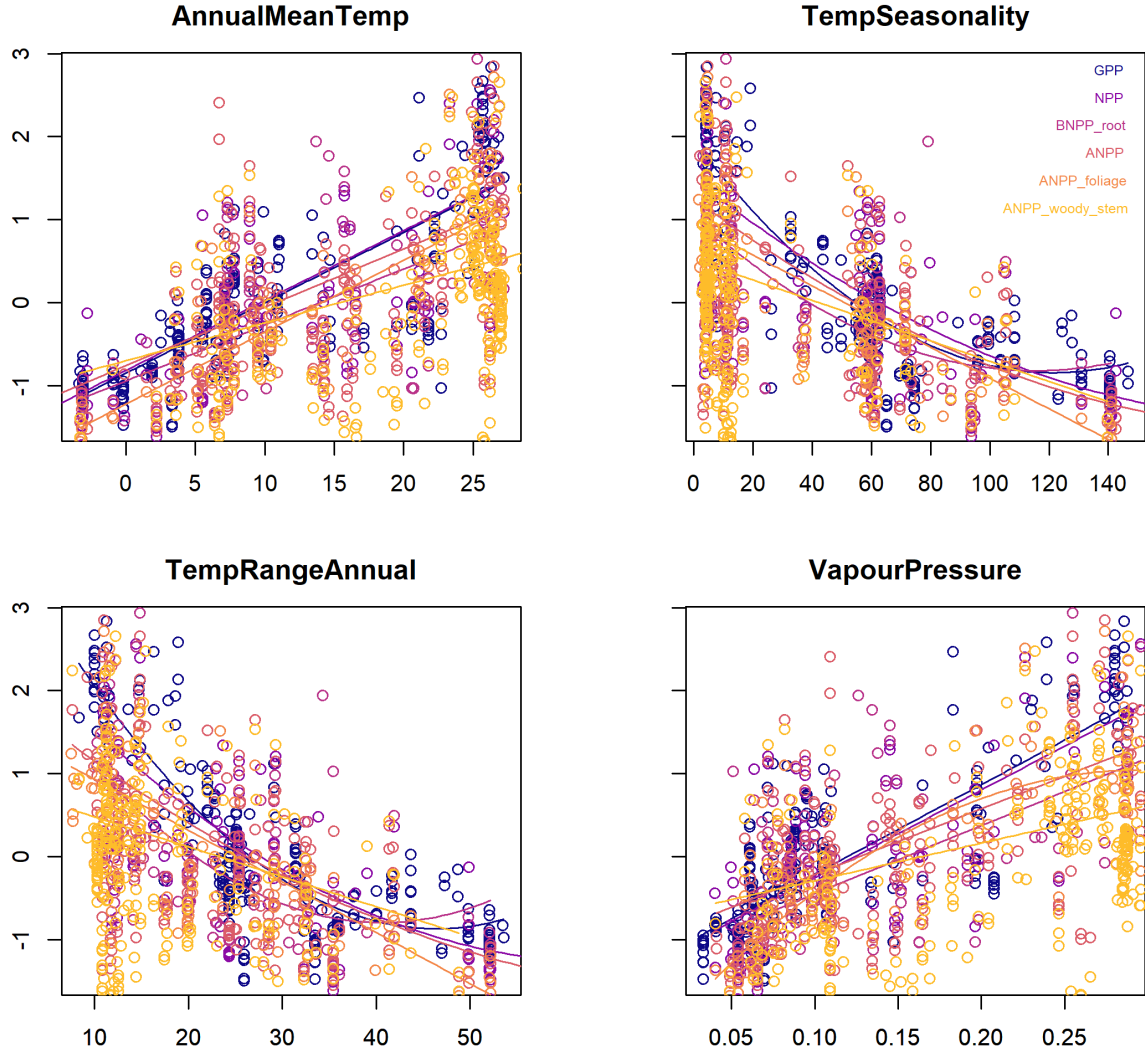 AnnualMeanTemp
3
2
1
0
-1
0 5 10 15 20 25
TempSeasonality
GPP
NPP
BNPP_root
ANPP
ANPP_foliage
ANPP_woody_stem
0 20 40 60 80 100 120 140
TempRangeAnnual
3
2
1
0
-1
10 20 30 40 50
VapourPressure
0.05 0.10 0.15 0.20 0.25